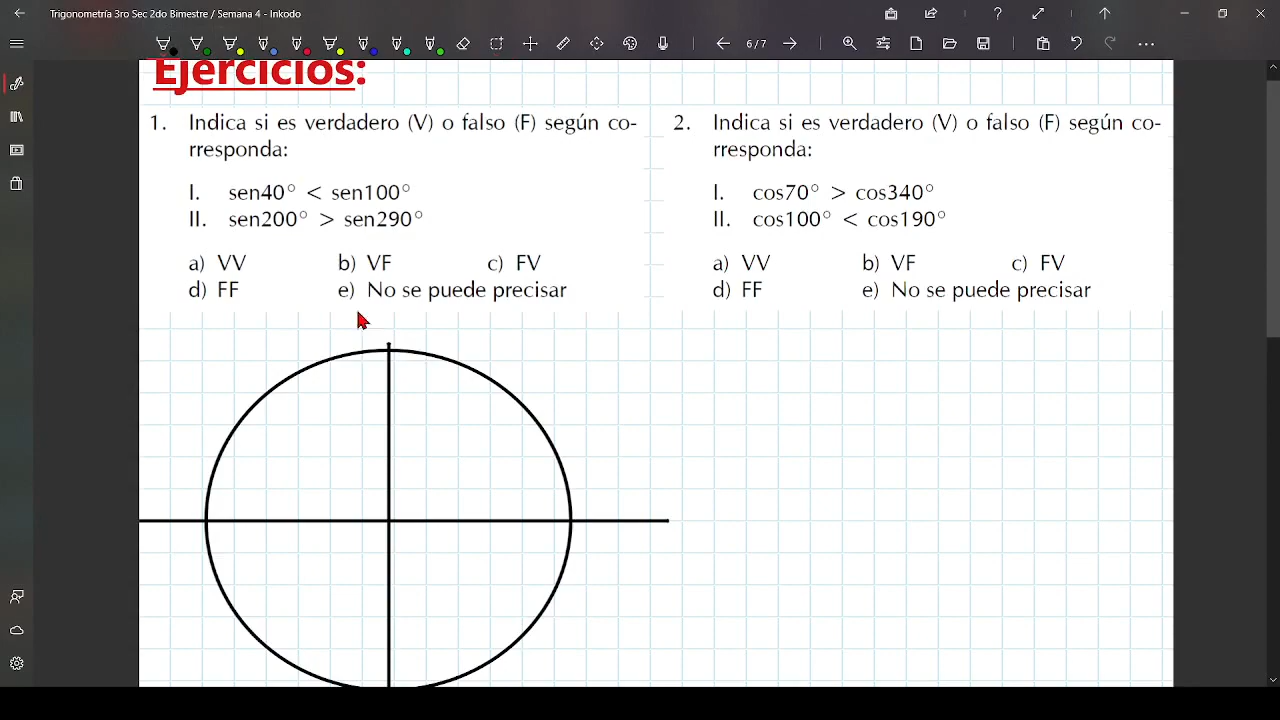 Trigonometría 3ro Sec 2do Bimestre / Semana 4 - Inkodo
6/7
Ejercicios:
1. Indica si es verdadero (V) o falso (F) según co-
rresponda:
I. sen40° < sen100°
II. sen200° > sen290°
a) VV b) VF c) FV
d) FF e) No se puede precisar
2. Indica si es verdadero (V) o falso (F) según co-
rresponda:
I. cos70° > cos340°
II. cos100° < cos190°
a) VV b) VF c) FV
d) FF e) No se puede precisar